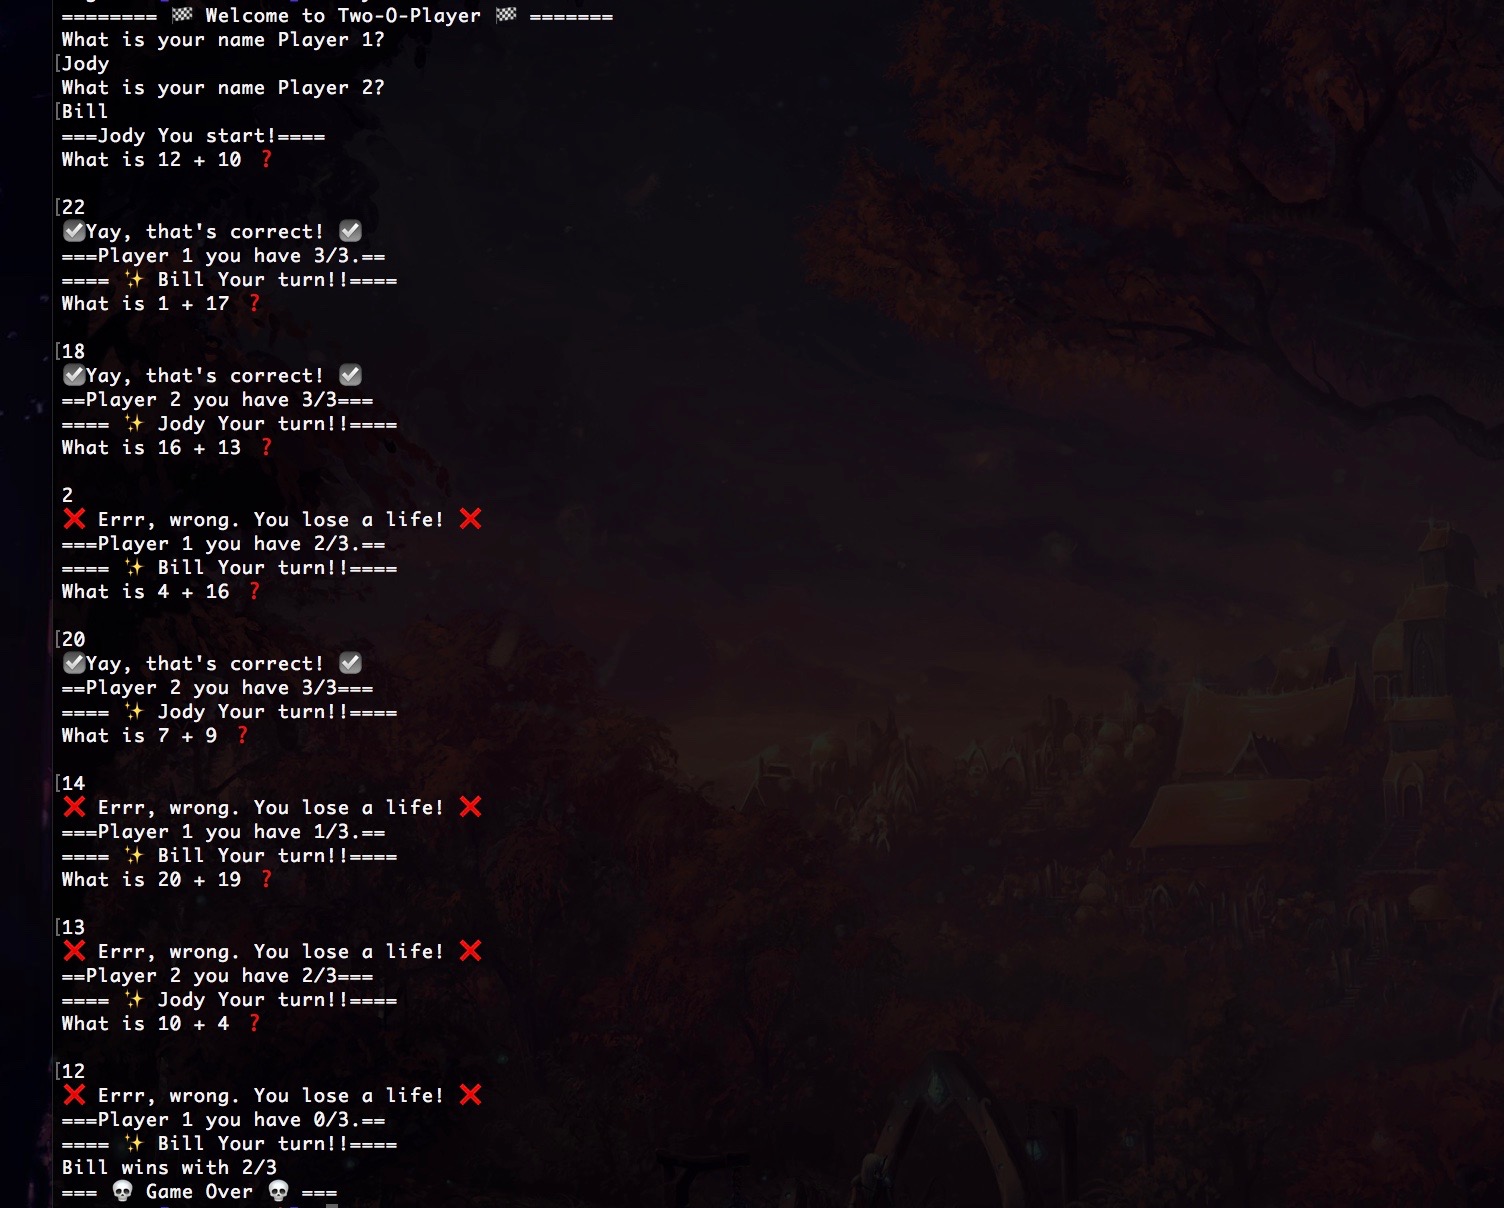 ======== 🏁 Welcome to Two-O-Player 🏁 =======
What is your name Player 1?
[Jody
What is your name Player 2?
[Bill
===Jody You start!====
What is 12 + 10 ❓
[22
☑️Yay, that's correct! ☑️
===Player 1 you have 3/3.==
==== ✨ Bill Your turn!!====
What is 1 + 17 ❓
[18
☑️Yay, that's correct! ☑️
==Player 2 you have 3/3===
==== ✨ Jody Your turn!!====
What is 16 + 13 ❓
2
❌ Errr, wrong. You lose a life! ❌
===Player 1 you have 2/3.==
==== ✨ Bill Your turn!!====
What is 4 + 16 ❓
[20
☑️Yay, that's correct! ☑️
==Player 2 you have 3/3===
==== ✨ Jody Your turn!!====
What is 7 + 9 ❓
[14
❌ Errr, wrong. You lose a life! ❌
===Player 1 you have 1/3.==
==== ✨ Bill Your turn!!====
What is 20 + 19 ❓
[13
❌ Errr, wrong. You lose a life! ❌
==Player 2 you have 2/3===
==== ✨ Jody Your turn!!====
What is 10 + 4 ❓
[12
❌ Errr, wrong. You lose a life! ❌
===Player 1 you have 0/3.==
==== ✨ Bill Your turn!!====
Bill wins with 2/3
=== 💀 Game Over 💀 ===